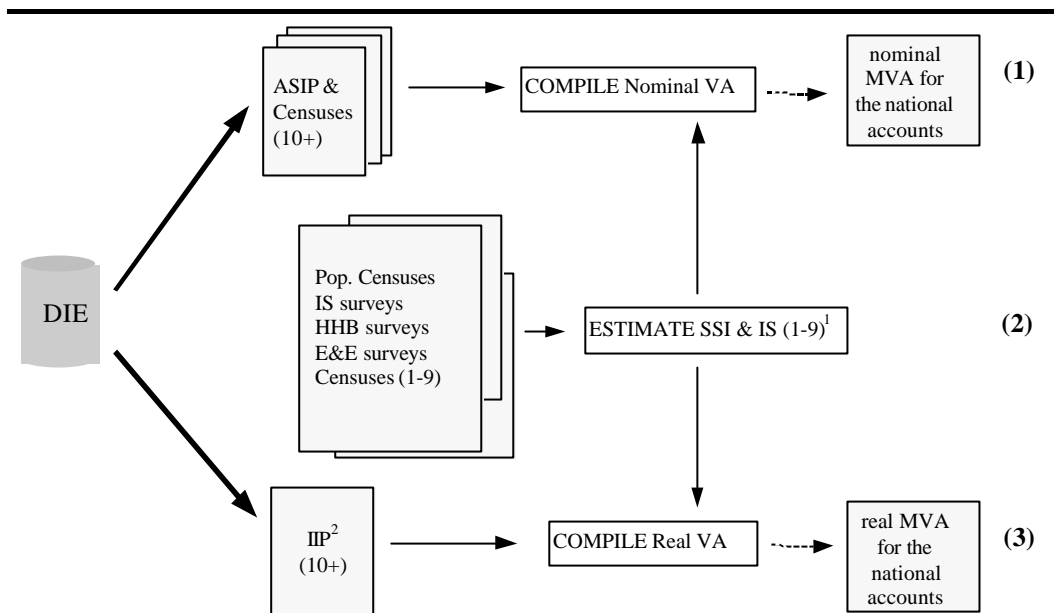 ASIP &
Censuses
(10+)
COMPILE Nominal VA
nominal
MVA for
the national
accounts
(1)
DIE
Pop. Censuses
IS surveys
HHB surveys
E&E surveys
Censuses (1-9)
ESTIMATE SSI & IS (1-9)¹
(2)
IIP²
(10+)
COMPILE Real VA
real MVA
for the
national
accounts
(3)